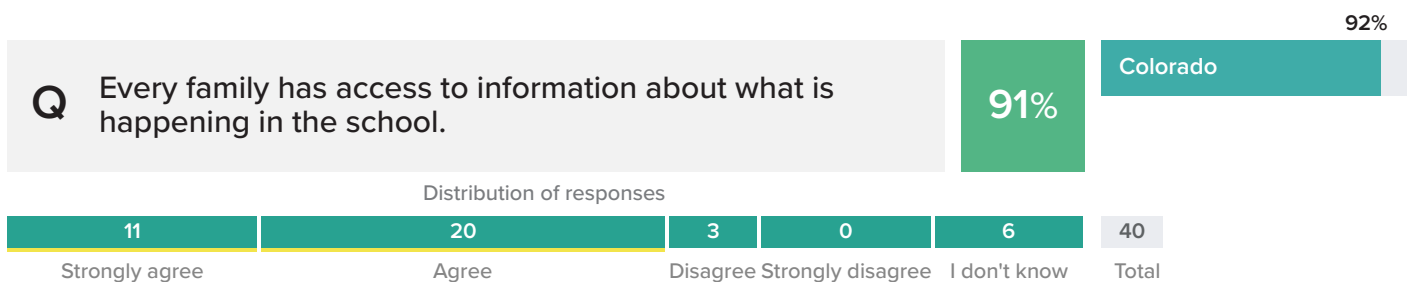 92%
Q
Every family has access to information about what is
happening in the school.
91%
Colorado
Distribution of responses
11 20 3 0 6 40
Strongly agree Agree Disagree Strongly disagree I don't know Total